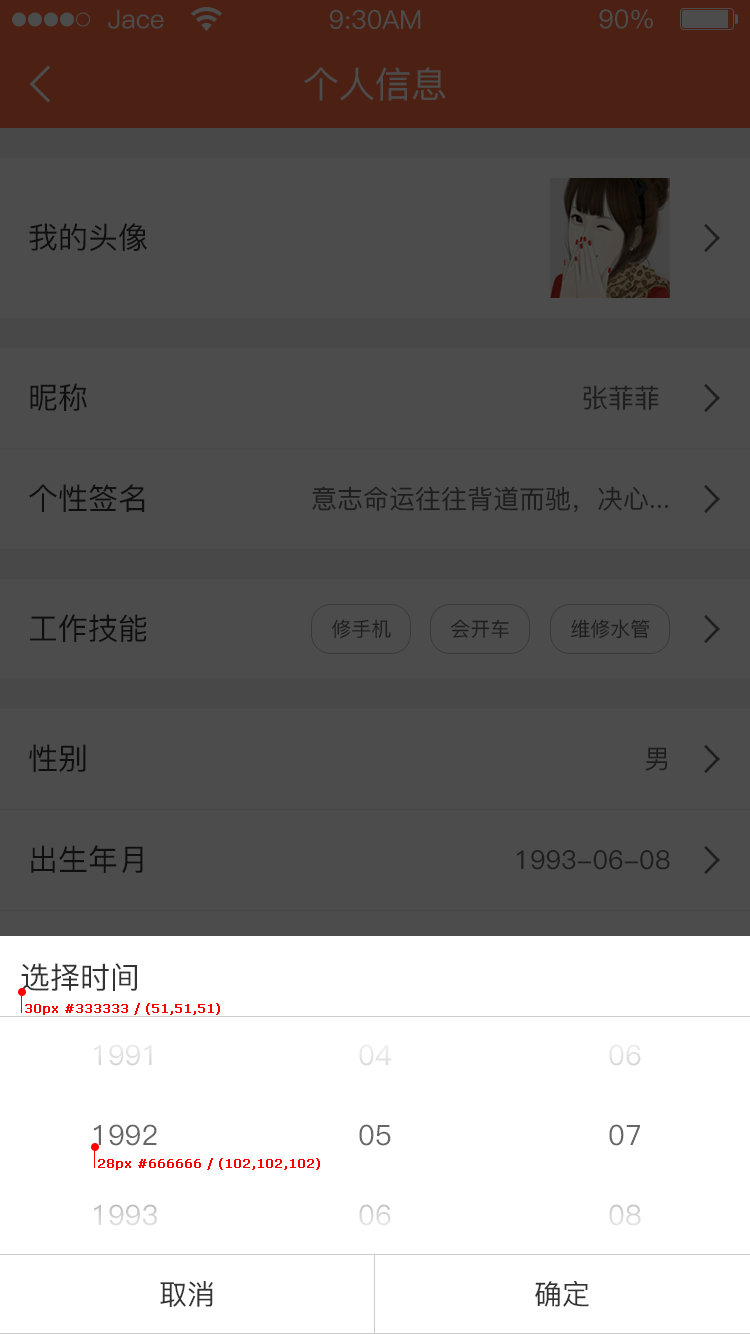 Jace 9:30AM 90%
个人信息
我的头像
昵称 张菲菲
个性签名 意志命运往往背道而驰，决心...
工作技能 修手机 会开车 维修水管
性别 男
出生年月 1993-06-08
选择时间
30px #333333 / (51,51,51)
1991 04 06
1992 05 07
28px #666666 / (102,102,102)
1993 06 08
取消 确定